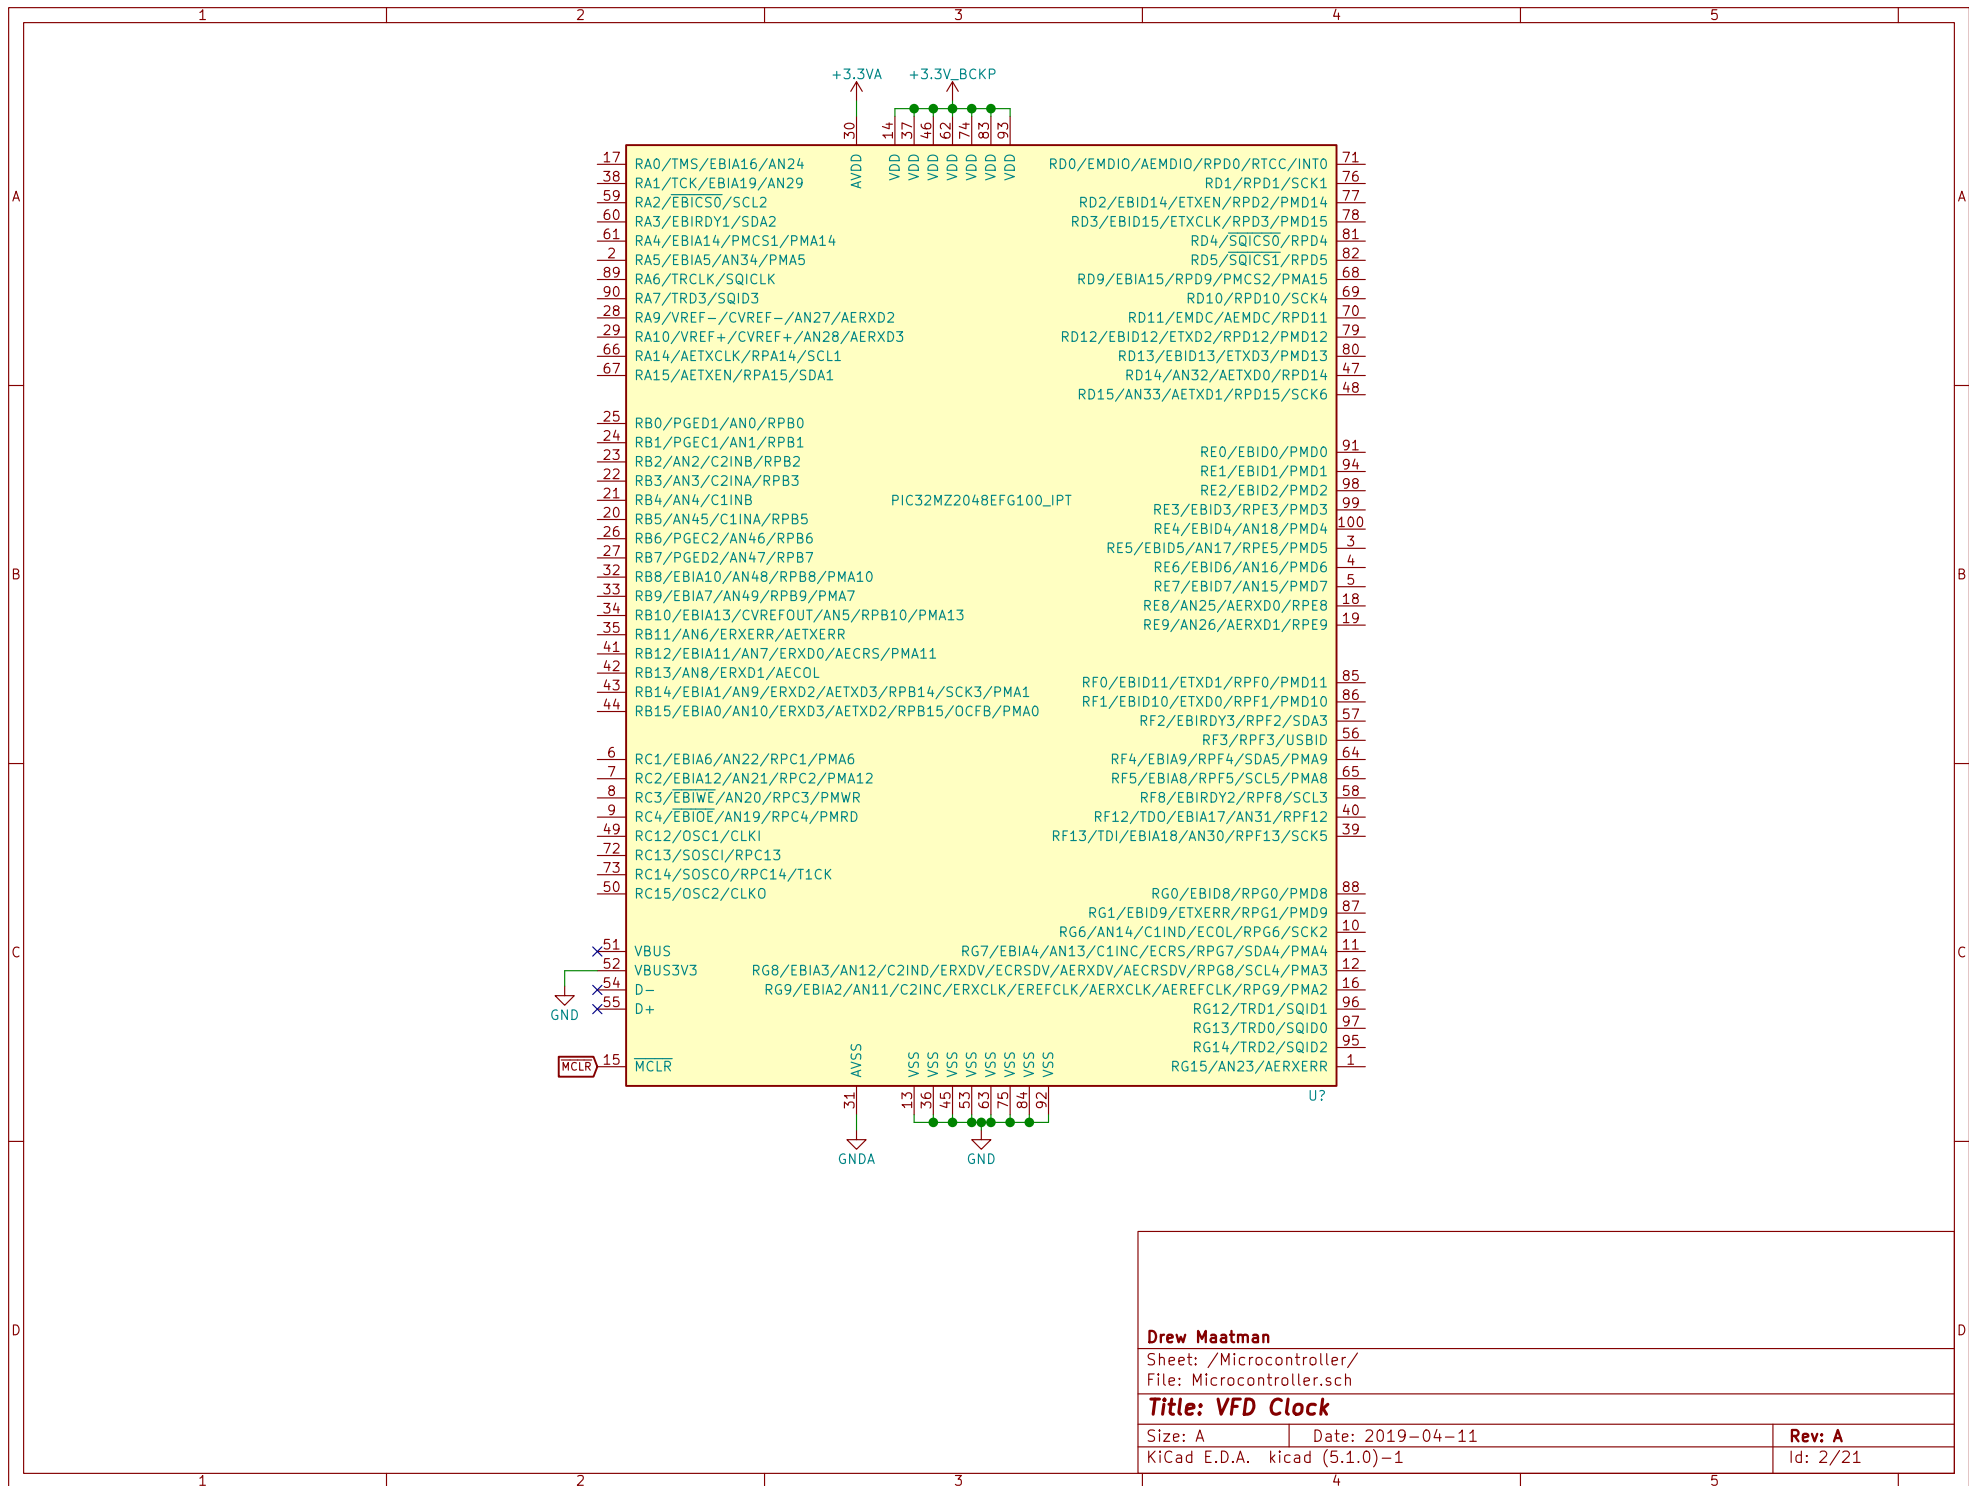 1 2 3 4 5
+3.3VA +3.3V_BCKP
30 14 37 46 62 74 83 93
AVDD VDD VDD VDD VDD VDD VDD VDD
17 RA0/TMS/EBIA16/AN24
38 RA1/TCK/EBIA19/AN29
59 RA2/EBICS0/SCL2
60 RA3/EBIRDY1/SDA2
61 RA4/EBIA14/PMCS1/PMA14
2 RA5/EBIA5/AN34/PMA5
89 RA6/TRCLK/SQICLK
90 RA7/TRD3/SQID3
28 RA9/VREF-/CVREF-/AN27/AERXD2
29 RA10/VREF+/CVREF+/AN28/AERXD3
66 RA14/AETXCLK/RPA14/SCL1
67 RA15/AETXEN/RPA15/SDA1
25 RB0/PGED1/AN0/RPB0
24 RB1/PGEC1/AN1/RPB1
23 RB2/AN2/C2INB/RPB2
22 RB3/AN3/C2INA/RPB3
21 RB4/AN4/C1INB
20 RB5/AN45/C1INA/RPB5
26 RB6/PGEC2/AN46/RPB6
27 RB7/PGED2/AN47/RPB7
32 RB8/EBIA10/AN48/RPB8/PMA10
33 RB9/EBIA7/AN49/RPB9/PMA7
34 RB10/EBIA13/CVREFOUT/AN5/RPB10/PMA13
35 RB11/AN6/ERXERR/AETXERR
41 RB12/EBIA11/AN7/ERXD0/AECRS/PMA11
42 RB13/AN8/ERXD1/AECOL
43 RB14/EBIA1/AN9/ERXD2/AETXD3/RPB14/SCK3/PMA1
44 RB15/EBIA0/AN10/ERXD3/AETXD2/RPB15/OCFB/PMA0
6 RC1/EBIA6/AN22/RPC1/PMA6
7 RC2/EBIA12/AN21/RPC2/PMA12
8 RC3/EBIWE/AN20/RPC3/PMWR
9 RC4/EBIOE/AN19/RPC4/PMRD
49 RC12/OSC1/CLKI
72 RC13/SOSCI/RPC13
73 RC14/SOSCO/RPC14/T1CK
50 RC15/OSC2/CLKO
51 VBUS
52 VBUS3V3
54 D-
55 D+
GND
MCLR 15 MCLR
PIC32MZ2048EFG100_IPT
RD0/EMDIO/AEMDIO/RPD0/RTCC/INT0 71
RD1/RPD1/SCK1 76
RD2/EBID14/ETXEN/RPD2/PMD14 77
RD3/EBID15/ETXCLK/RPD3/PMD15 78
RD4/SQICS0/RPD4 81
RD5/SQICS1/RPD5 82
RD9/EBIA15/RPD9/PMCS2/PMA15 68
RD10/RPD10/SCK4 69
RD11/EMDC/AEMDC/RPD11 70
RD12/EBID12/ETXD2/RPD12/PMD12 79
RD13/EBID13/ETXD3/PMD13 80
RD14/AN32/AETXD0/RPD14 47
RD15/AN33/AETXD1/RPD15/SCK6 48
RE0/EBID0/PMD0 91
RE1/EBID1/PMD1 94
RE2/EBID2/PMD2 98
RE3/EBID3/RPE3/PMD3 99
RE4/EBID4/AN18/PMD4 100
RE5/EBID5/AN17/RPE5/PMD5 3
RE6/EBID6/AN16/PMD6 4
RE7/EBID7/AN15/PMD7 5
RE8/AN25/AERXD0/RPE8 18
RE9/AN26/AERXD1/RPE9 19
RF0/EBID11/ETXD1/RPF0/PMD11 85
RF1/EBID10/ETXD0/RPF1/PMD10 86
RF2/EBIRDY3/RPF2/SDA3 57
RF3/RPF3/USBID 56
RF4/EBIA9/RPF4/SDA5/PMA9 64
RF5/EBIA8/RPF5/SCL5/PMA8 65
RF8/EBIRDY2/RPF8/SCL3 58
RF12/TDO/EBIA17/AN31/RPF12 40
RF13/TDI/EBIA18/AN30/RPF13/SCK5 39
RG0/EBID8/RPG0/PMD8 88
RG1/EBID9/ETXERR/RPG1/PMD9 87
RG6/AN14/C1IND/ECOL/RPG6/SCK2 10
RG7/EBIA4/AN13/C1INC/ECRS/RPG7/SDA4/PMA4 11
RG8/EBIA3/AN12/C2IND/ERXDV/ECRSDV/AERXDV/AECRSDV/RPG8/SCL4/PMA3 12
RG9/EBIA2/AN11/C2INC/ERXCLK/EREFCLK/AERXCLK/AEREFCLK/RPG9/PMA2 16
RG12/TRD1/SQID1 96
RG13/TRD0/SQID0 97
RG14/TRD2/SQID2 95
RG15/AN23/AERXERR 1
U?
AVSS VSS VSS VSS VSS VSS VSS VSS VSS
31 13 36 45 53 63 75 84 92
GNDA GND
A A
B B
C C
D D
Drew Maatman
Sheet: /Microcontroller/
File: Microcontroller.sch
Title: VFD Clock
Size: A Date: 2019-04-11 Rev: A
KiCad E.D.A. kicad (5.1.0)-1 Id: 2/21
1 2 3 4 5